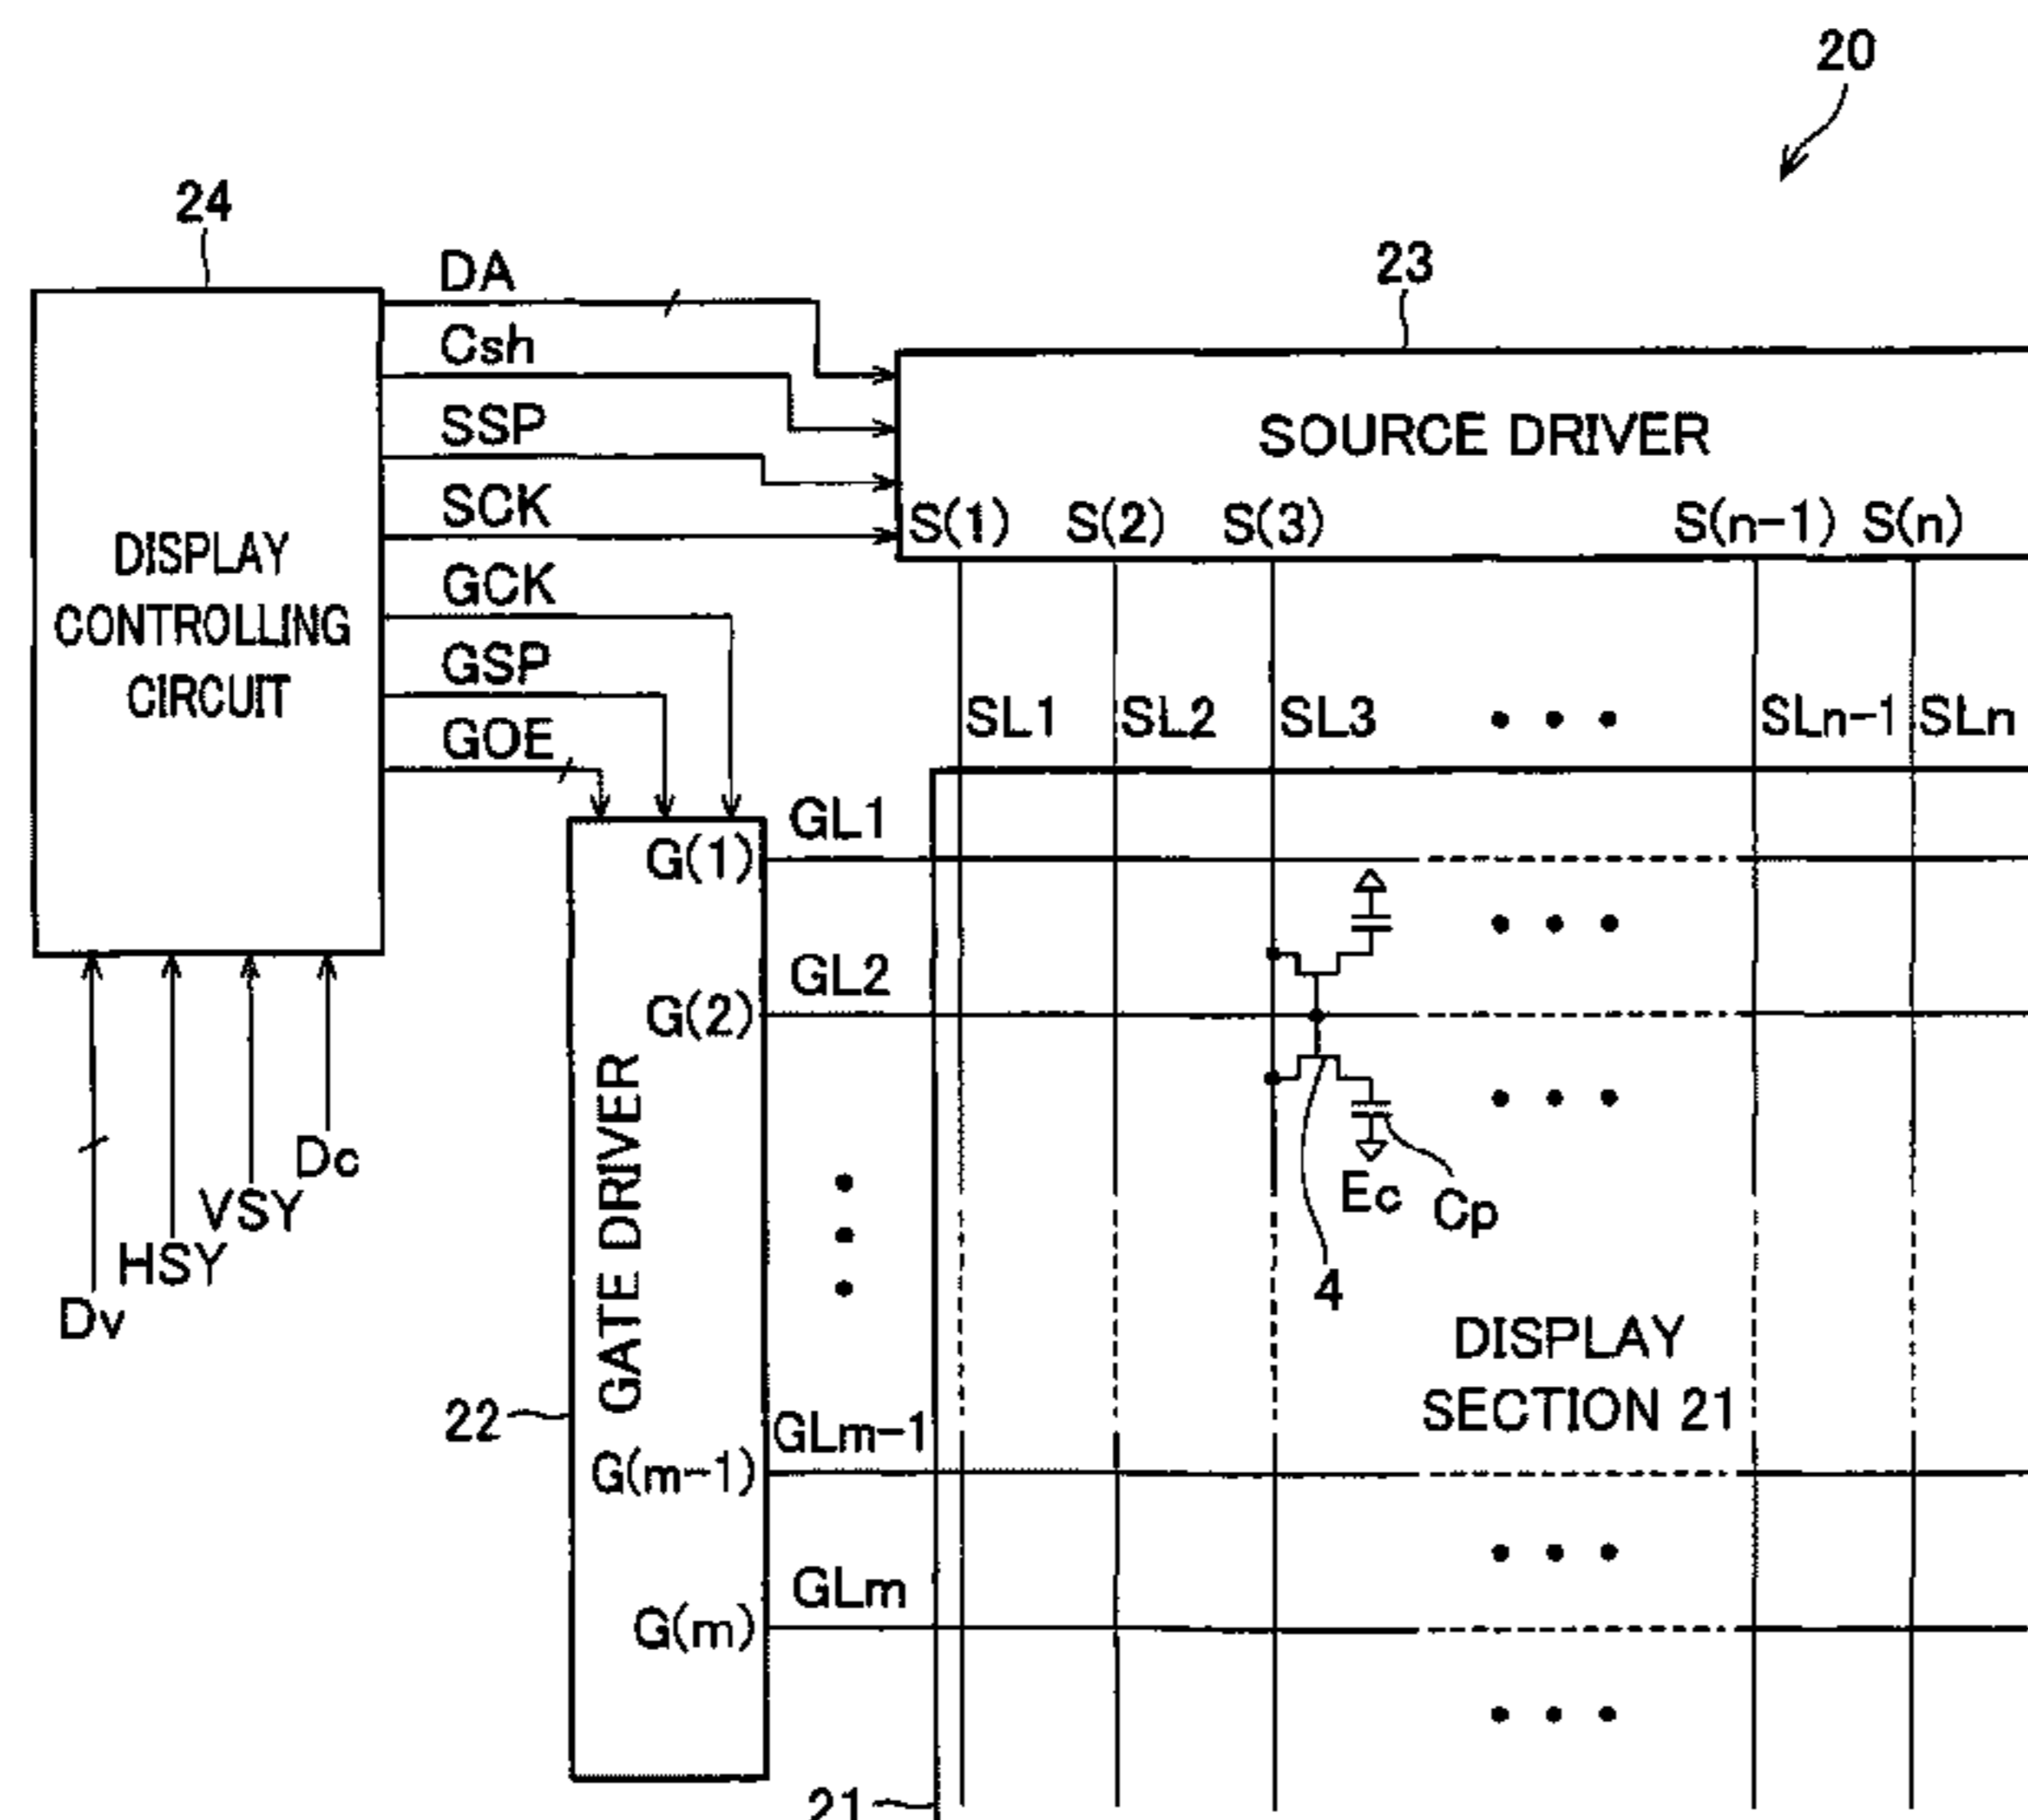 20
24
23
DA
Csh
SSP
SCK
GCK
GSP
GOE
DISPLAY
CONTROLLING
CIRCUIT
SOURCE DRIVER
S(1) S(2) S(3) S(n-1) S(n)
SL1 SL2 SL3 SLn-1 SLn
GL1
G(1)
GL2
G(2)
GATE DRIVER
Dc
VSY
HSY
Dv
Ec Cp
4
DISPLAY
SECTION 21
22
GLm-1
G(m-1)
GLm
G(m)
21